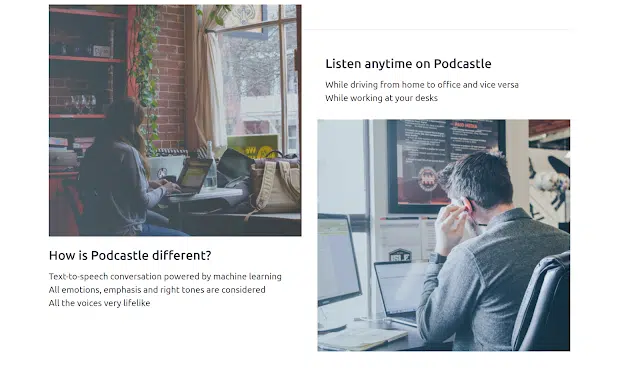 Listen anytime on Podcastle
While driving from home to office and vice versa
While working at your desks
How is Podcastle different?
Text-to-speech conversation powered by machine learning
All emotions, emphasis and right tones are considered
All the voices very lifelike